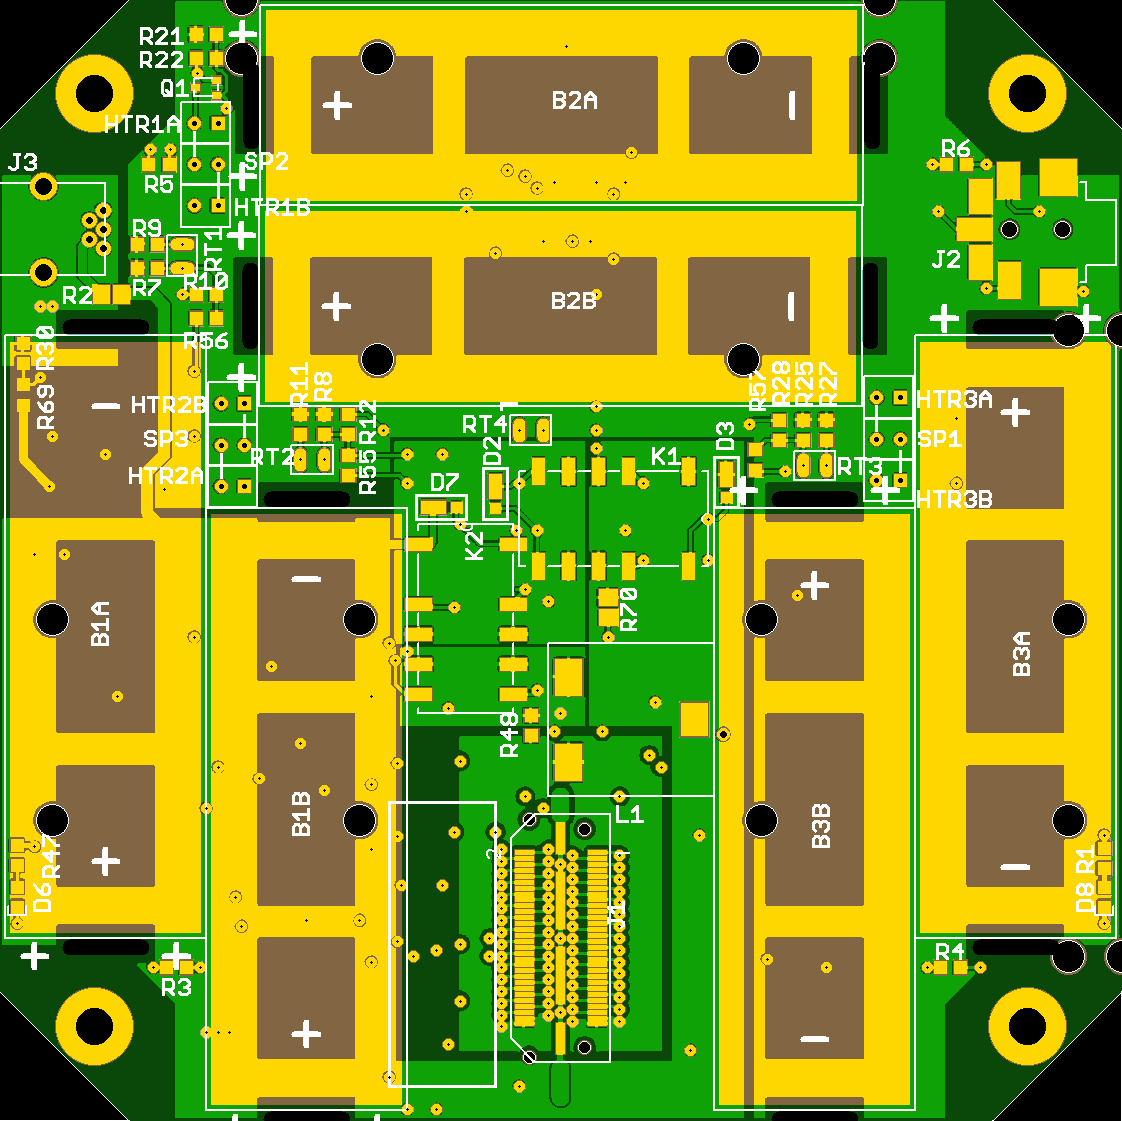 R21
R22
Q1
HTR1A
J3
SP2
R5
HTR1B
R9
RT1
R7
R10
R2
R56
R30
R69
+
B2A
−
+
B2B
−
R6
J2
HTR2B
SP3
HTR2A
R11
R8
R12
RT2
R55
RT4
D2
D7
K1
K2
D3
R57
R28
R25
R27
RT3
HTR3A
SP1
HTR3B
R70
R48
B1A
B1B
B3B
B3A
L1
2
1
J1
R47
D6
R3
R4
R1
D8